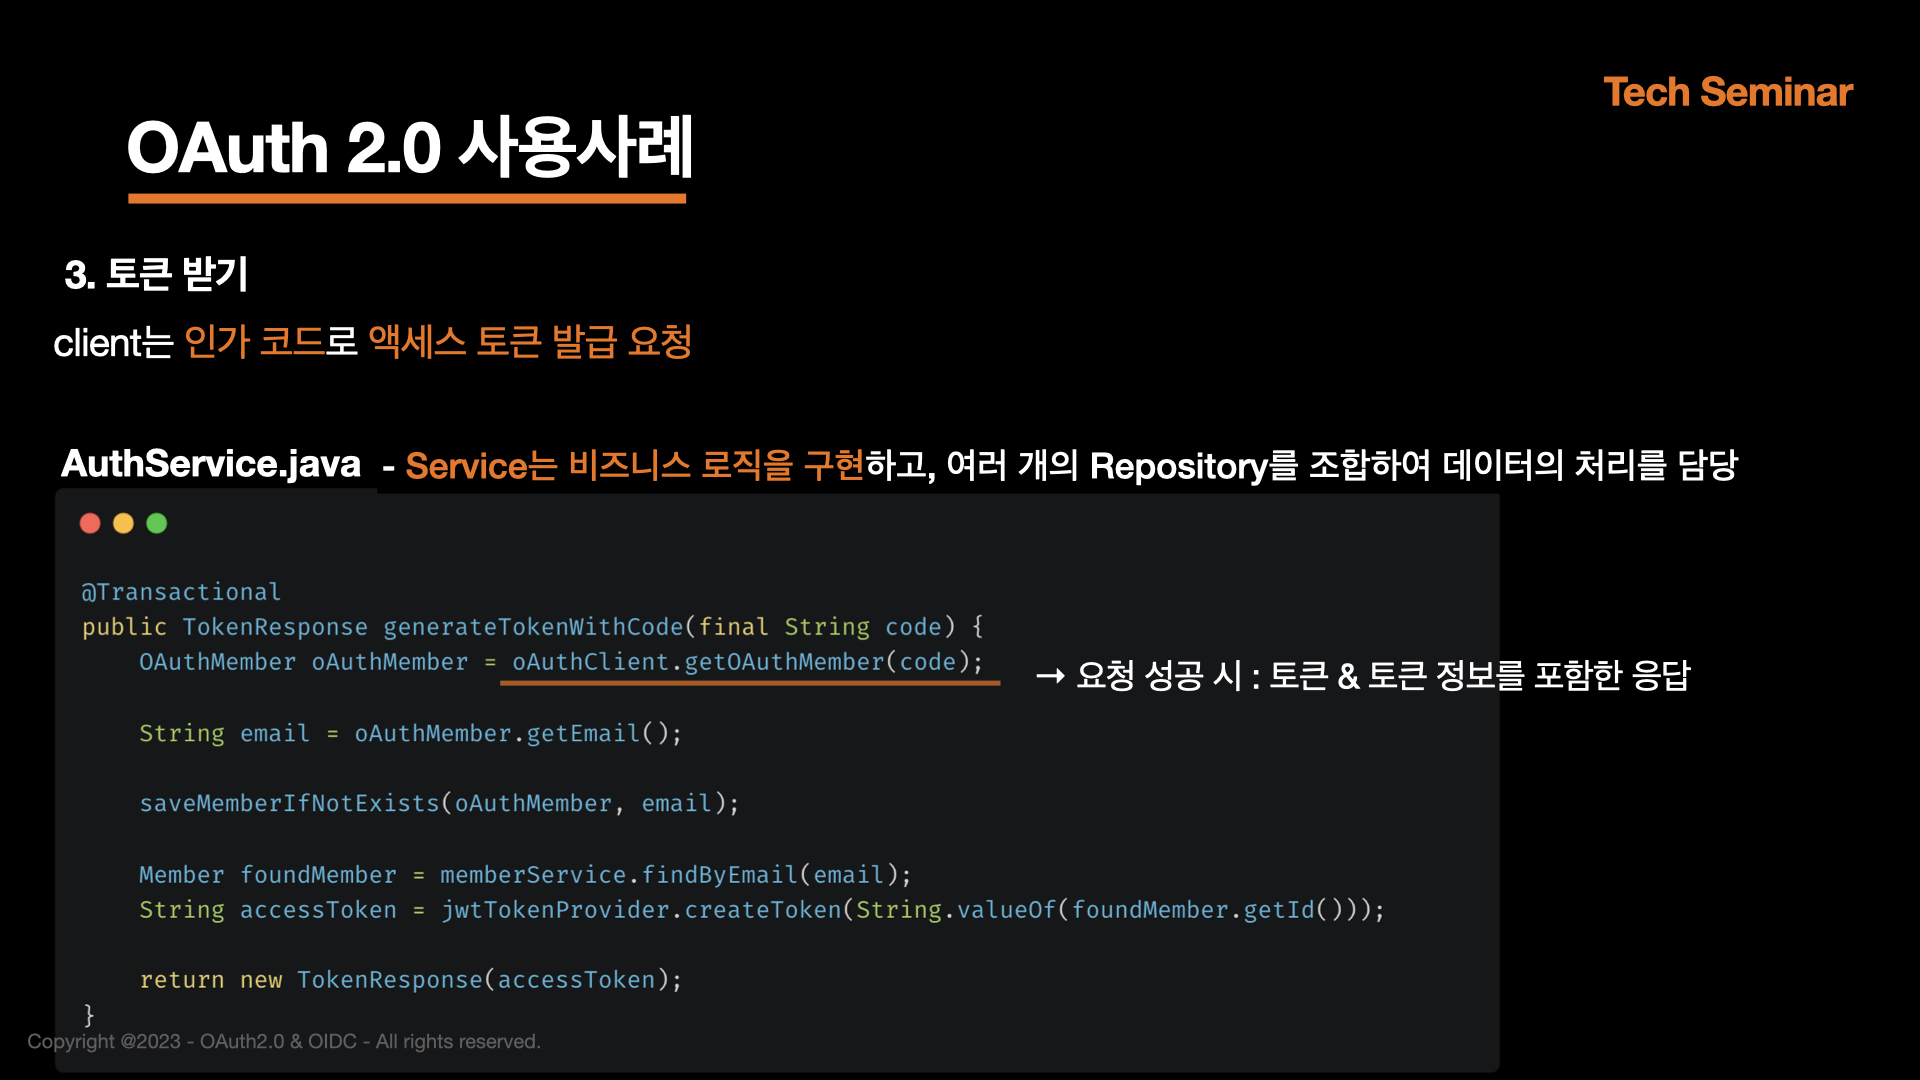 Tech Seminar
OAuth 2.0 사용사례
3. 토큰 받기
client는 인가 코드로 액세스 토큰 발급 요청
AuthService.java - Service는 비즈니스 로직을 구현하고, 여러 개의 Repository를 조합하여 데이터의 처리를 담당
@Transactional
public TokenResponse generateTokenWithCode(final String code) {
    OAuthMember oAuthMember = oAuthClient.getOAuthMember(code);
→ 요청 성공 시 : 토큰 & 토큰 정보를 포함한 응답
    String email = oAuthMember.getEmail();
    saveMemberIfNotExists(oAuthMember, email);
    Member foundMember = memberService.findByEmail(email);
    String accessToken = jwtTokenProvider.createToken(String.valueOf(foundMember.getId()));
    return new TokenResponse(accessToken);
}
Copyright @2023 - OAuth2.0 & OIDC - All rights reserved.